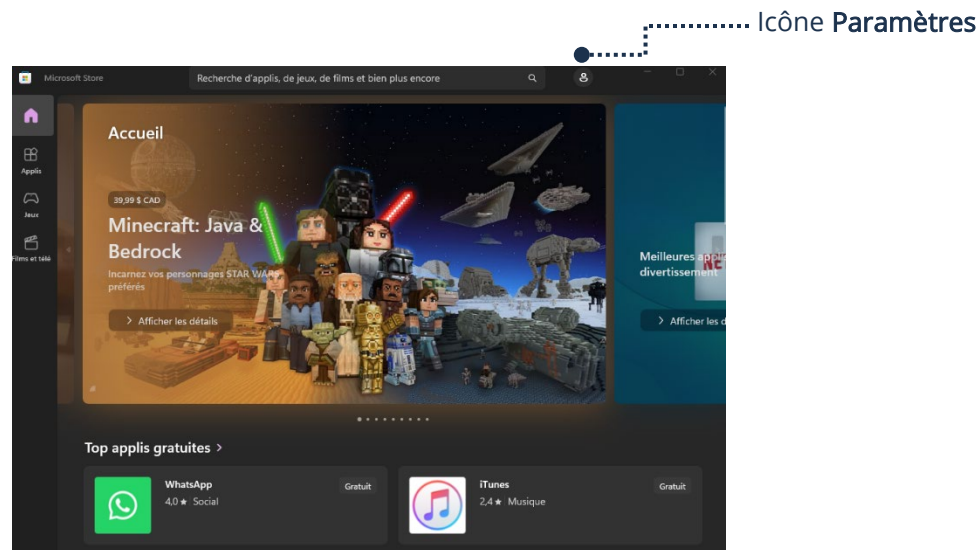 Icône Paramètres
Microsoft Store
Recherche d'applis, de jeux, de films et bien plus encore
Accueil
Applis
Jeux
Films et télé
39,99 $ CAD
Minecraft: Java &
Bedrock
Incarnez vos personnages STAR WARS
préférés
Afficher les détails
Meilleures appli
divertissement
NE
Afficher les d
Top applis gratuites
WhatsApp
4,0 ★ Social
Gratuit
iTunes
2,4 ★ Musique
Gratuit